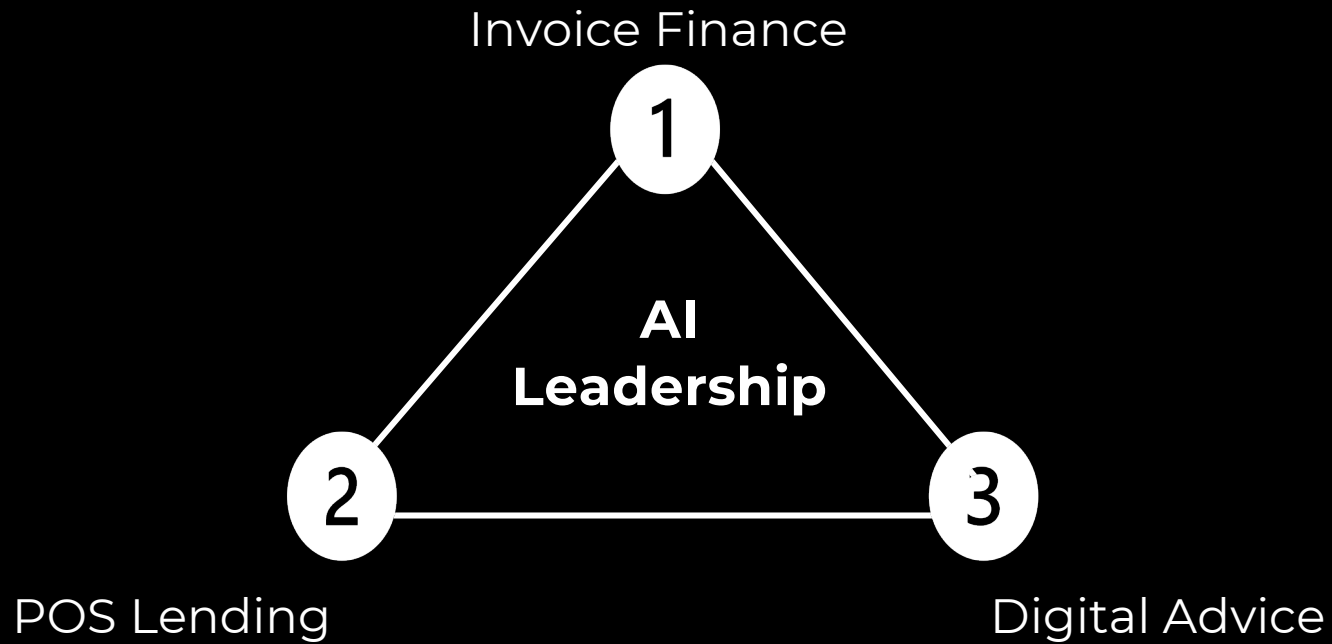 Invoice Finance
1
AI
Leadership
2
3
POS Lending
Digital Advice